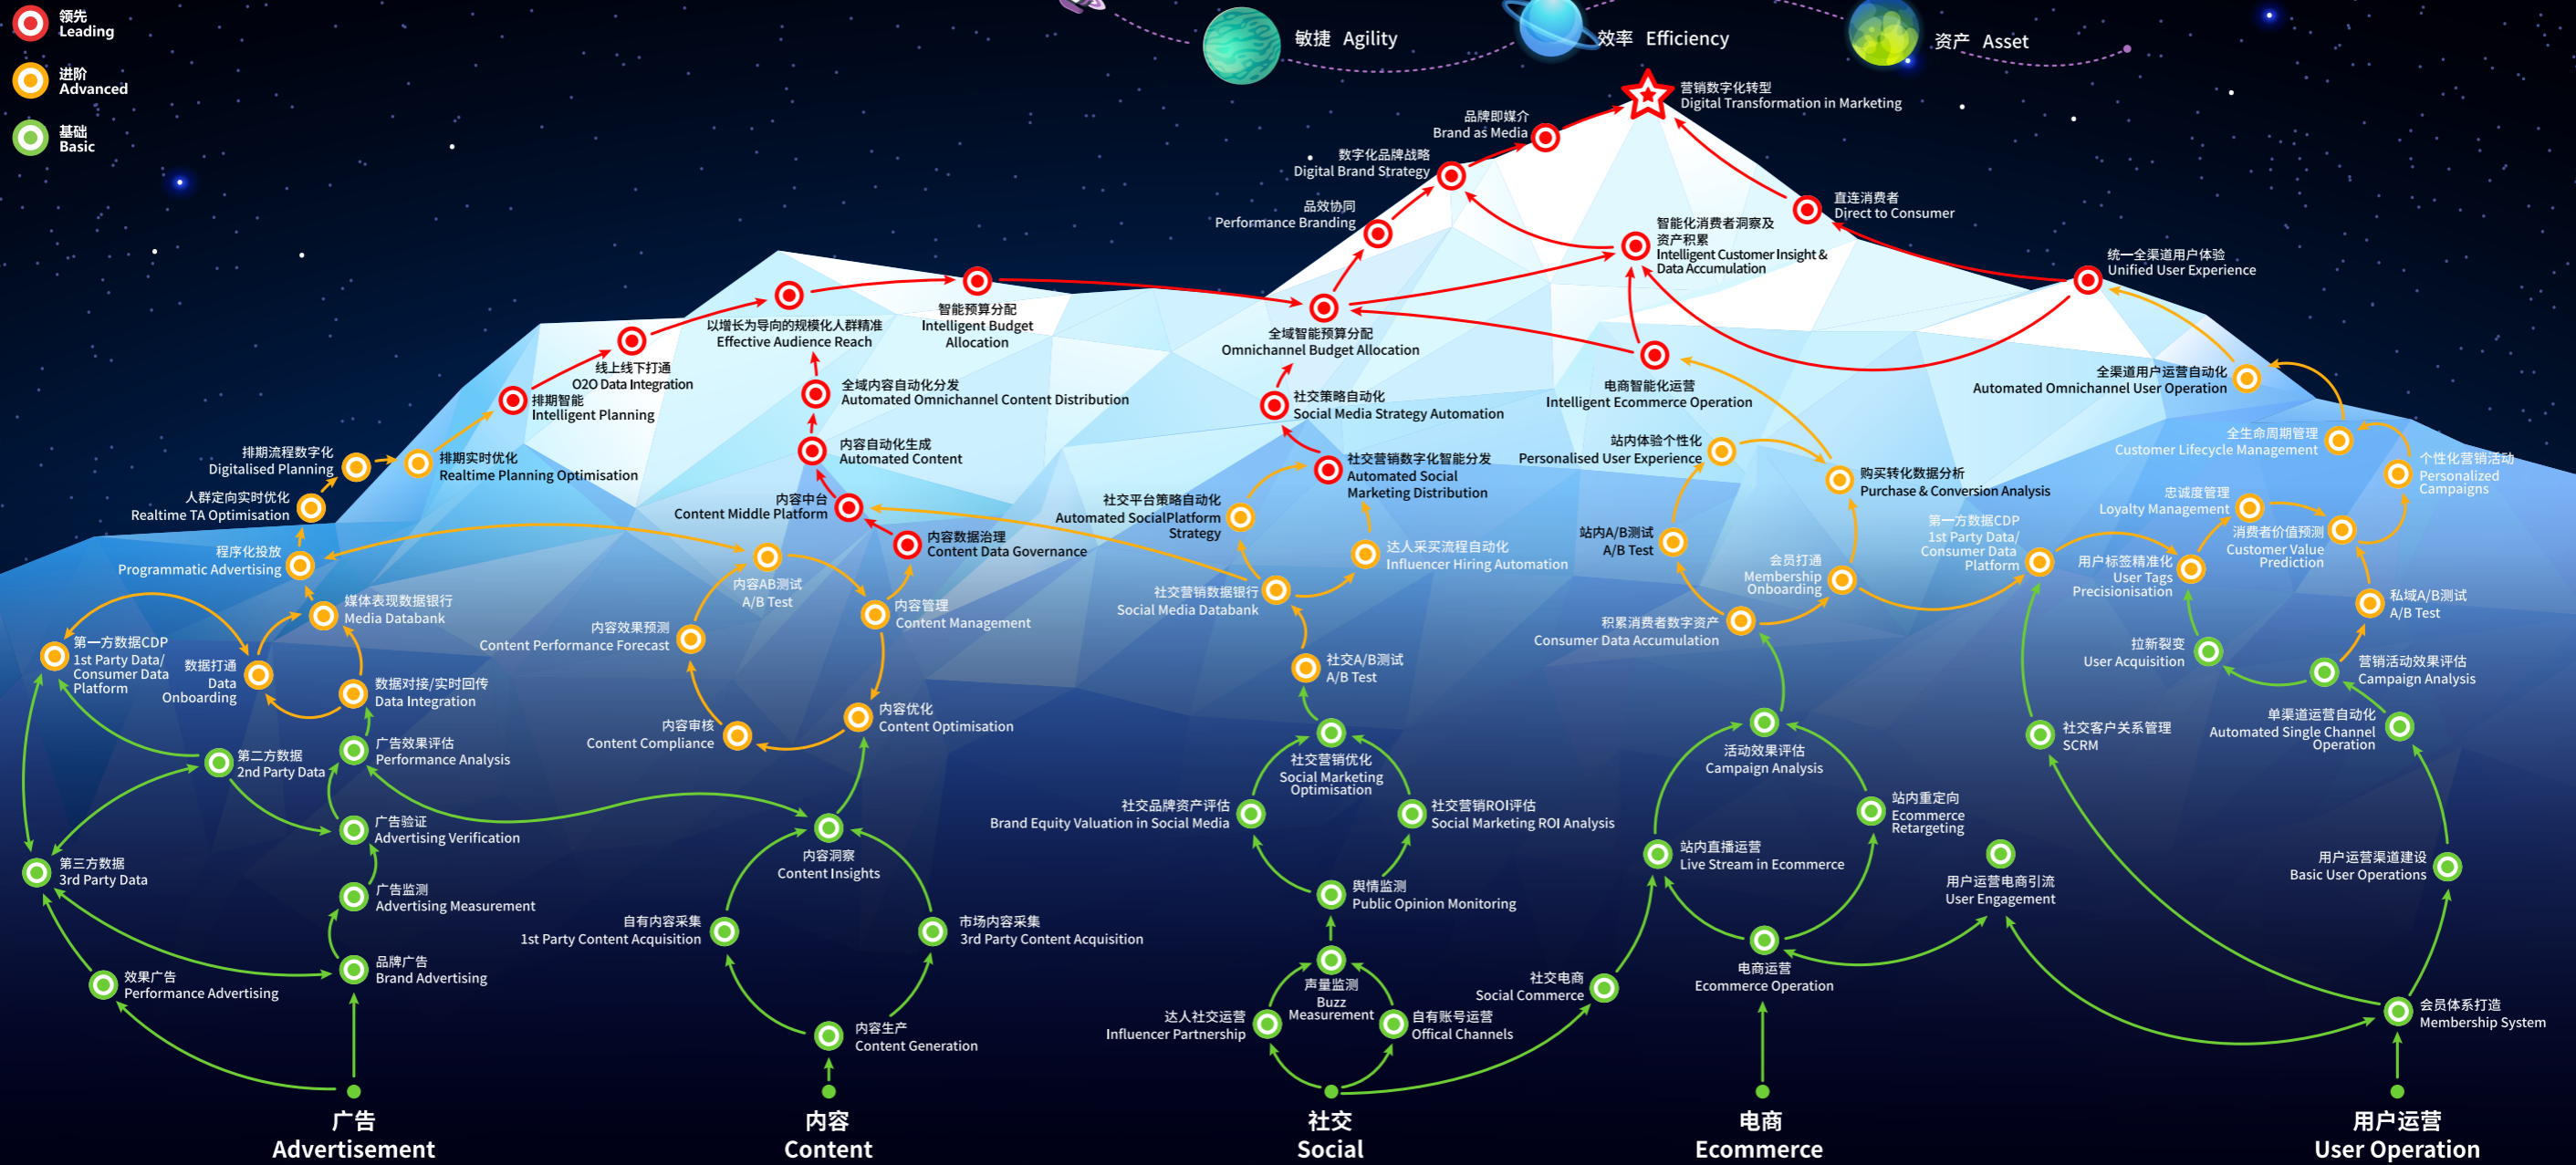 领先
Leading
进阶
Advanced
基础
Basic
敏捷 Agility
效率 Efficiency
资产 Asset
营销数字化转型
Digital Transformation in Marketing
品牌即媒介
Brand as Media
数字化品牌战略
Digital Brand Strategy
品效协同
Performance Branding
智能化消费者洞察及
资产积累
Intelligent Customer Insight &
Data Accumulation
直连消费者
Direct to Consumer
统一全渠道用户体验
Unified User Experience
以增长为导向的规模化人群精准
Effective Audience Reach
智能预算分配
Intelligent Budget
Allocation
全域智能预算分配
Omnichannel Budget Allocation
线上线下打通
O2O Data Integration
排期智能
Intelligent Planning
全域内容自动化分发
Automated Omnichannel Content Distribution
社交策略自动化
Social Media Strategy Automation
电商智能化运营
Intelligent Ecommerce Operation
全渠道用户运营自动化
Automated Omnichannel User Operation
排期流程数字化
Digitalised Planning
排期实时优化
Realtime Planning Optimisation
内容自动化生成
Automated Content
社交营销数字化智能分发
Automated Social
Marketing Distribution
站内体验个性化
Personalised User Experience
购买转化数据分析
Purchase & Conversion Analysis
全生命周期管理
Customer Lifecycle Management
个性化营销活动
Personalized
Campaigns
人群定向实时优化
Realtime TA Optimisation
内容中台
Content Middle Platform
社交平台策略自动化
Automated SocialPlatform
Strategy
忠诚度管理
Loyalty Management
程序化投放
Programmatic Advertising
内容数据治理
Content Data Governance
达人采买流程自动化
Influencer Hiring Automation
站内A/B测试
A/B Test
会员打通
Membership
Onboarding
第一方数据CDP
1st Party Data/
Consumer Data
Platform
用户标签精准化
User Tags
Precisionisation
消费者价值预测
Customer Value
Prediction
内容AB测试
A/B Test
媒体表现数据银行
Media Databank
内容管理
Content Management
社交营销数据银行
Social Media Databank
积累消费者数字资产
Consumer Data Accumulation
私域A/B测试
A/B Test
内容效果预测
Content Performance Forecast
第一方数据CDP
1st Party Data/
Consumer Data
Platform
数据打通
Data
Onboarding
数据对接/实时回传
Data Integration
社交A/B测试
A/B Test
拉新裂变
User Acquisition
营销活动效果评估
Campaign Analysis
内容审核
Content Compliance
内容优化
Content Optimisation
社交客户关系管理
SCRM
单渠道运营自动化
Automated Single Channel
Operation
第二方数据
2nd Party Data
广告效果评估
Performance Analysis
社交营销优化
Social Marketing
Optimisation
活动效果评估
Campaign Analysis
广告验证
Advertising Verification
社交品牌资产评估
Brand Equity Valuation in Social Media
社交营销ROI评估
Social Marketing ROI Analysis
站内重定向
Ecommerce
Retargeting
第三方数据
3rd Party Data
内容洞察
Content Insights
站内直播运营
Live Stream in Ecommerce
用户运营渠道建设
Basic User Operations
广告监测
Advertising Measurement
舆情监测
Public Opinion Monitoring
用户运营电商引流
User Engagement
自有内容采集
1st Party Content Acquisition
市场内容采集
3rd Party Content Acquisition
效果广告
Performance Advertising
品牌广告
Brand Advertising
声量监测
Buzz
Measurement
社交电商
Social Commerce
电商运营
Ecommerce Operation
内容生产
Content Generation
达人社交运营
Influencer Partnership
自有账号运营
Offical Channels
会员体系打造
Membership System
广告
Advertisement
内容
Content
社交
Social
电商
Ecommerce
用户运营
User Operation